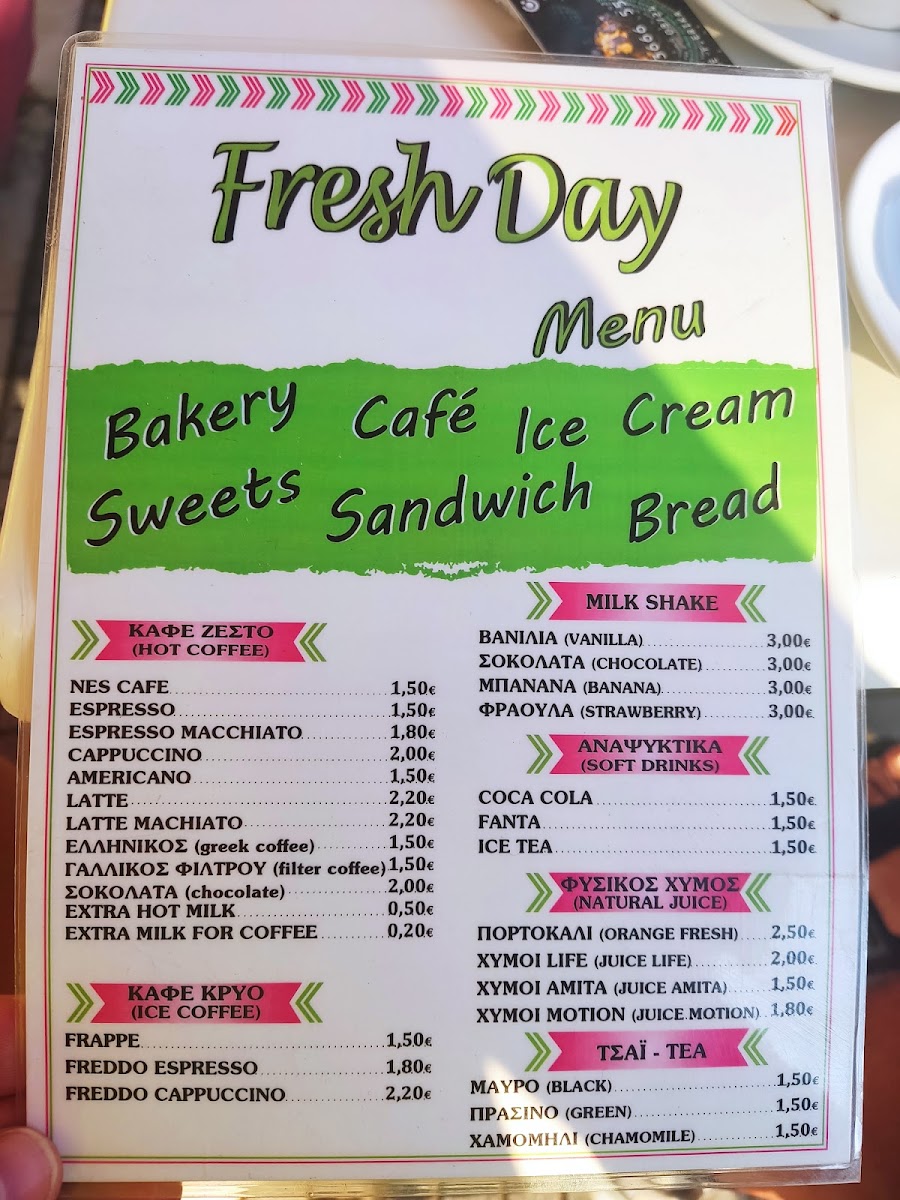 Fresh Day
Menu
Bakery Café Ice Cream
Sweets Sandwich Bread
ΚΑΦΕ ΖΕΣΤΟ
(HOT COFFEE)
NES CAFE 1,50€
ESPRESSO 1,50€
ESPRESSO MACCHIATO 1,80€
CAPPUCCINO 2,00€
AMERICANO 1,50€
LATTE 2,20€
LATTE MACHIATO 2,20€
ΕΛΛΗΝΙΚΟΣ (greek coffee) 1,50€
ΓΑΛΛΙΚΟΣ ΦΙΛΤΡΟΥ (filter coffee) 1,50€
ΣΟΚΟΛΑΤΑ (chocolate) 2,00€
EXTRA HOT MILK 0,50€
EXTRA MILK FOR COFFEE 0,20€
ΚΑΦΕ ΚΡΥΟ
(ICE COFFEE)
FRAPPE 1,50€
FREDDO ESPRESSO 1,80€
FREDDO CAPPUCCINO 2,20€
MILK SHAKE
ΒΑΝΙΛΙΑ (VANILLA) 3,00€
ΣΟΚΟΛΑΤΑ (CHOCOLATE) 3,00€
ΜΠΑΝΑΝΑ (BANANA) 3,00€
ΦΡΑΟΥΛΑ (STRAWBERRY) 3,00€
ΑΝΑΨΥΚΤΙΚΑ
(SOFT DRINKS)
COCA COLA 1,50€
FANTA 1,50€
ICE TEA 1,50€
ΦΥΣΙΚΟΣ ΧΥΜΟΣ
(NATURAL JUICE)
ΠΟΡΤΟΚΑΛΙ (ORANGE FRESH) 2,50€
ΧΥΜΟΙ LIFE (JUICE LIFE) 2,00€
ΧΥΜΟΙ ΑΜΙΤΑ (JUICE AMITA) 1,50€
ΧΥΜΟΙ MOTION (JUICE MOTION) 1,80€
ΤΣΑΪ - TEA
ΜΑΥΡΟ (BLACK) 1,50€
ΠΡΑΣΙΝΟ (GREEN) 1,50€
ΧΑΜΟΜΗΛΙ (CHAMOMILE) 1,50€